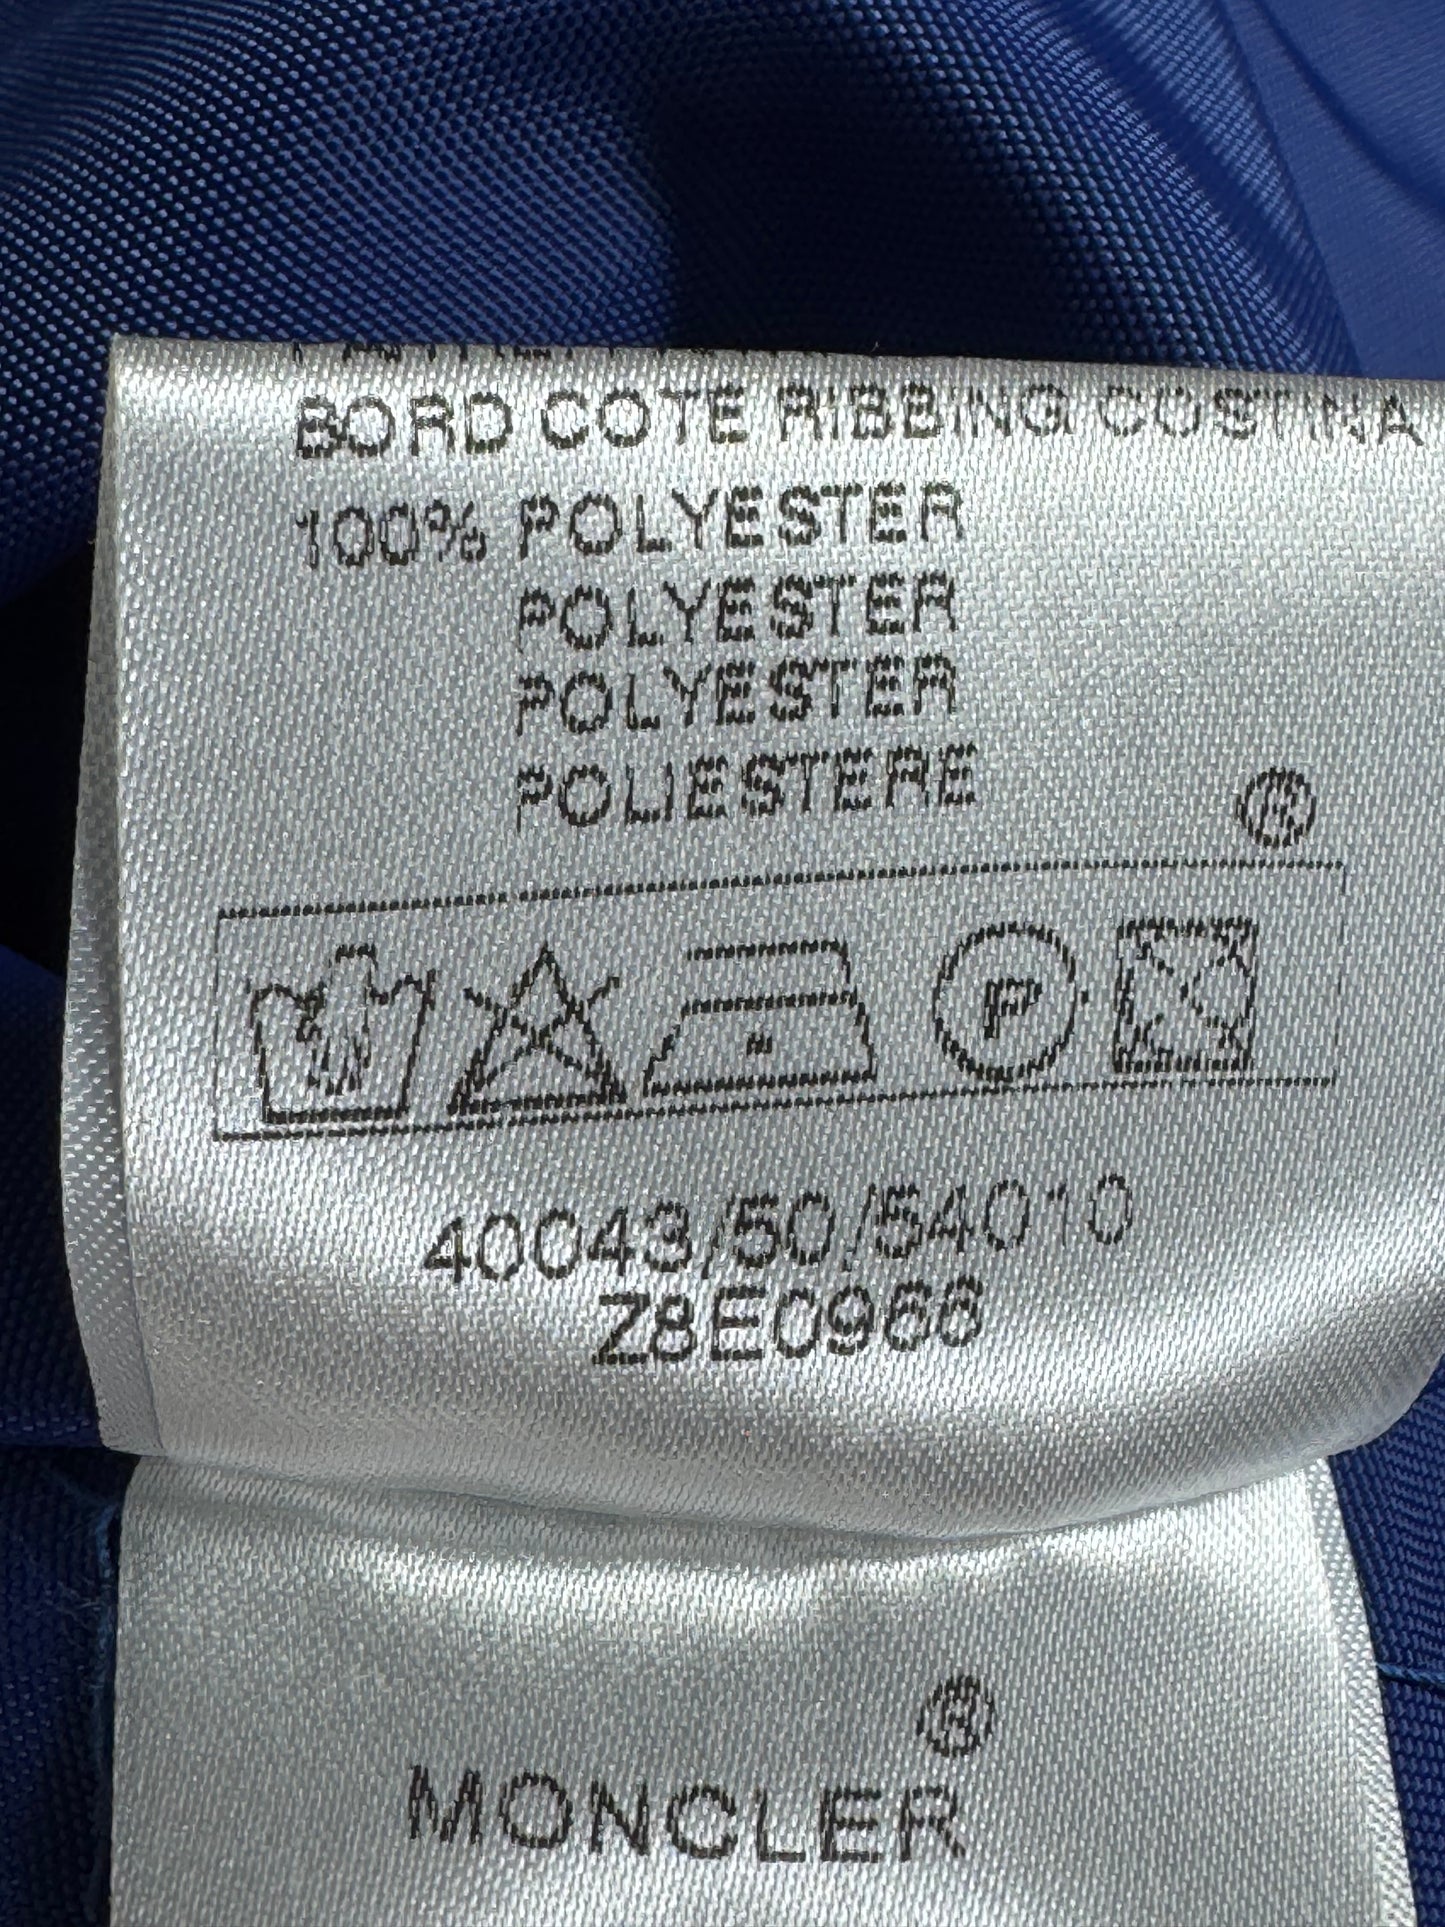 BORD COTE RIBBING COSTINA
100% POLYESTER
POLYESTER
POLYESTER
POLIESTERE
®
P
40043/50/54010
Z8E0966
®
MONCLER